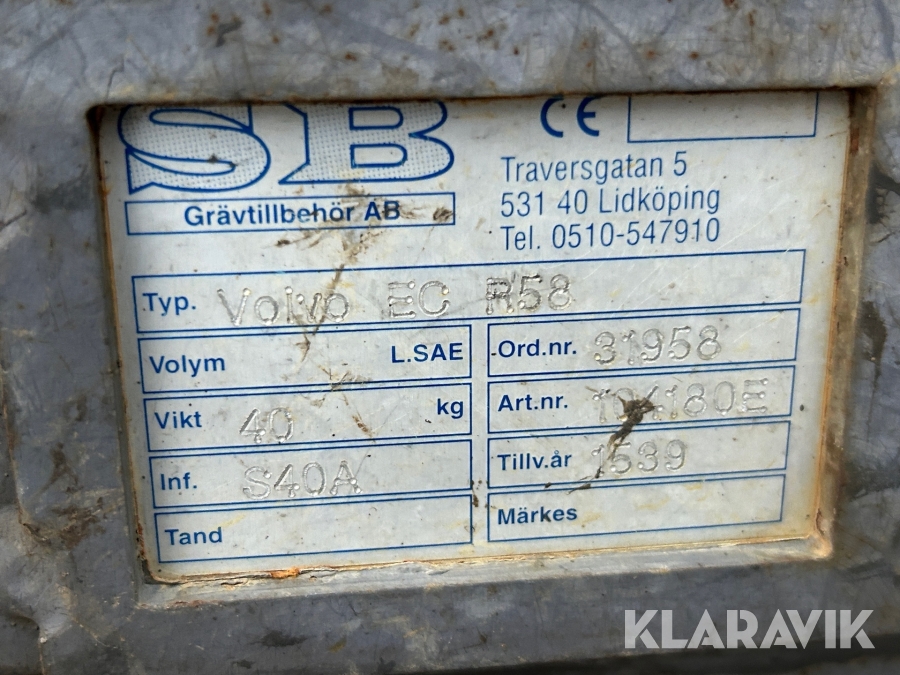 SB
CE
Grävtillbehör AB
Traversgatan 5
531 40 Lidköping
Tel. 0510-547910
Typ. Volvo EC R58
Volym L.SAE
Ord.nr. 31958
Vikt 40 kg
Art.nr.
Inf. S40A
Tillv.år 1539
Tand
Märkes
KLARAVIK